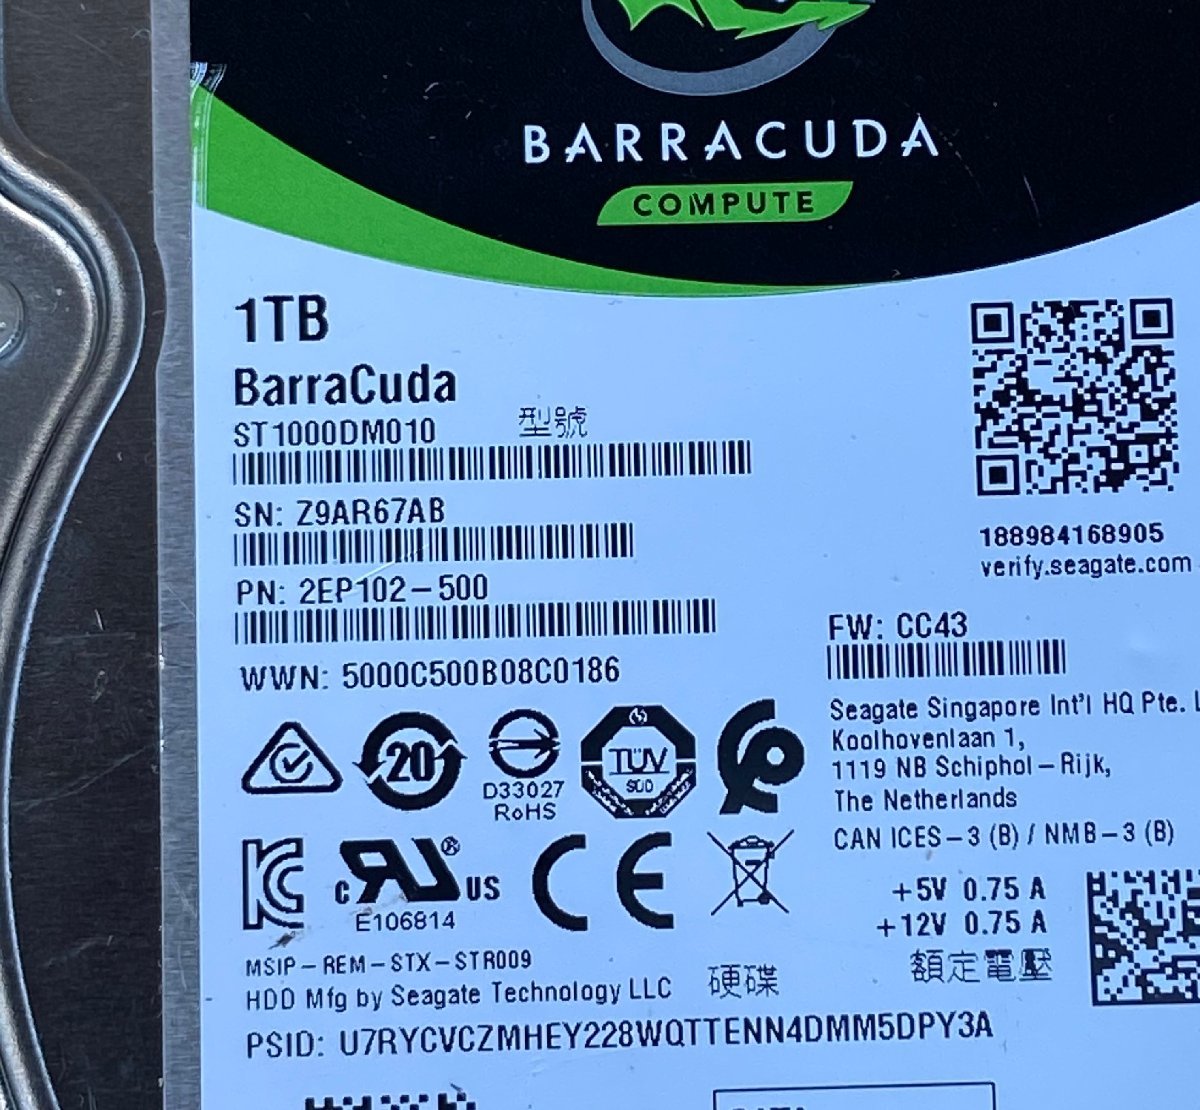 BARRACUDA
COMPUTE
1TB
BarraCuda
ST1000DM010 型號
SN: Z9AR67AB
PN: 2EP102-500
WWN: 5000C500B08C0186
188984168905
verify.seagate.com
FW: CC43
Seagate Singapore Int'l HQ Pte. L
Koolhovenlaan 1,
1119 NB Schiphol-Rijk,
The Netherlands
CAN ICES-3 (B) / NMB-3 (B)
20
D33027
RoHS
TÜV
SÜD
c RU ® US
E106814
CE
+5V 0.75 A
+12V 0.75 A
額定電壓
MSIP-REM-STX-STR009
HDD Mfg by Seagate Technology LLC 硬碟
PSID: U7RYCVCZMHEY228WQTTENN4DMM5DPY3A